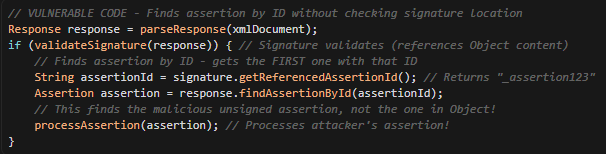 // VULNERABLE CODE - Finds assertion by ID without checking signature location
Response response = parseResponse(xmlDocument);
if (validateSignature(response)) { // Signature validates (references Object content)
    // Finds assertion by ID - gets the FIRST one with that ID
    String assertionId = signature.getReferencedAssertionId(); // Returns "_assertion123"
    Assertion assertion = response.findAssertionById(assertionId);
    // This finds the malicious unsigned assertion, not the one in Object!
    processAssertion(assertion); // Processes attacker's assertion!
}